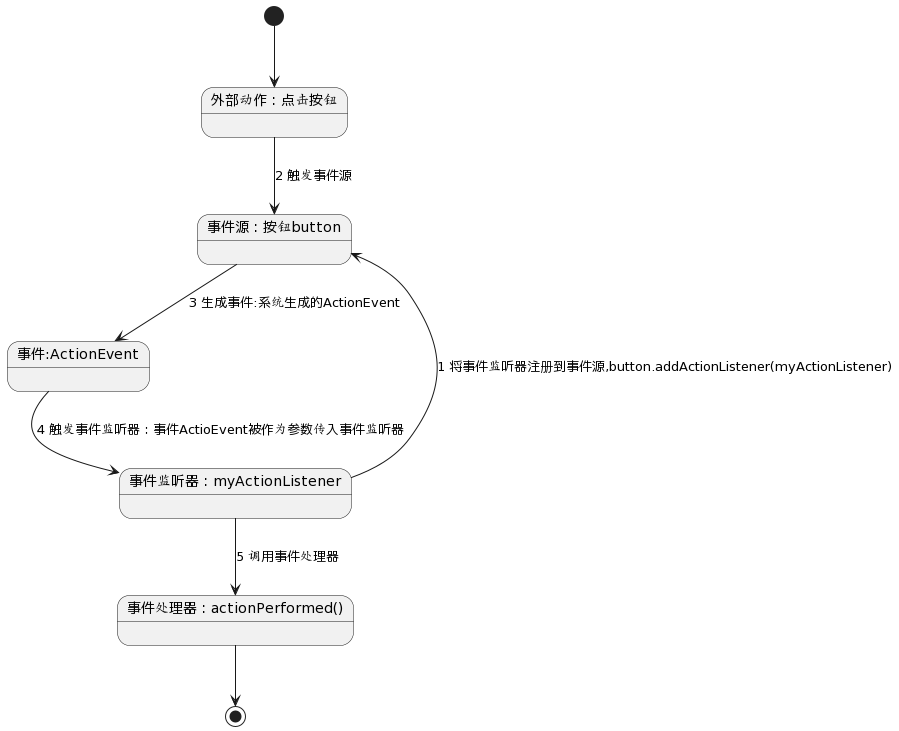 外部动作：点击按钮
2 触发事件源
事件源：按钮button
3 生成事件:系统生成的ActionEvent
事件:ActionEvent
1 将事件监听器注册到事件源,button.addActionListener(myActionListener)
4 触发事件监听器：事件ActioEvent被作为参数传入事件监听器
事件监听器：myActionListener
5 调用事件处理器
事件处理器：actionPerformed()